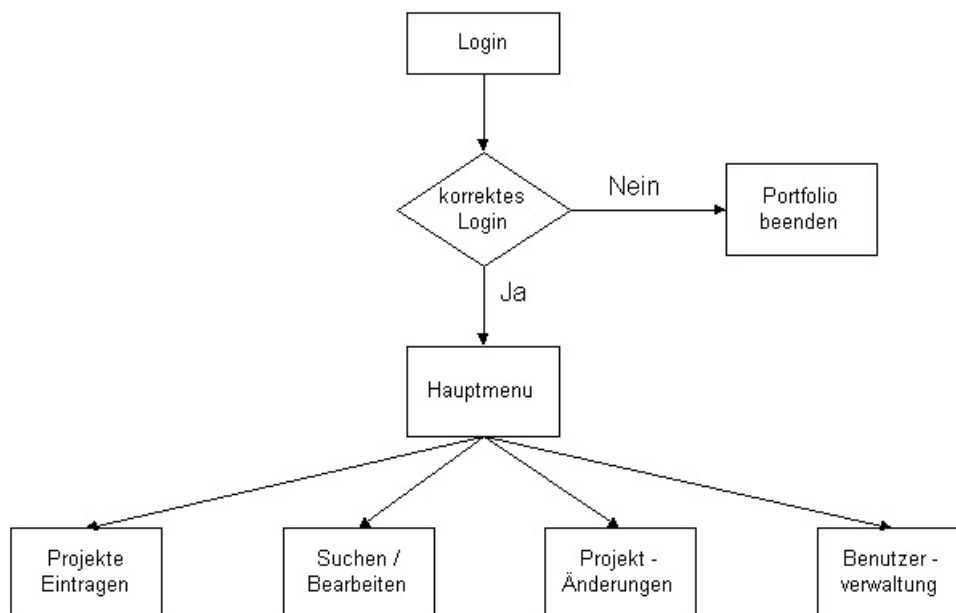 Login
korrektes
Login
Nein
Portfolio
beenden
Ja
Hauptmenu
Projekte
Eintragen
Suchen /
Bearbeiten
Projekt -
Änderungen
Benutzer -
verwaltung